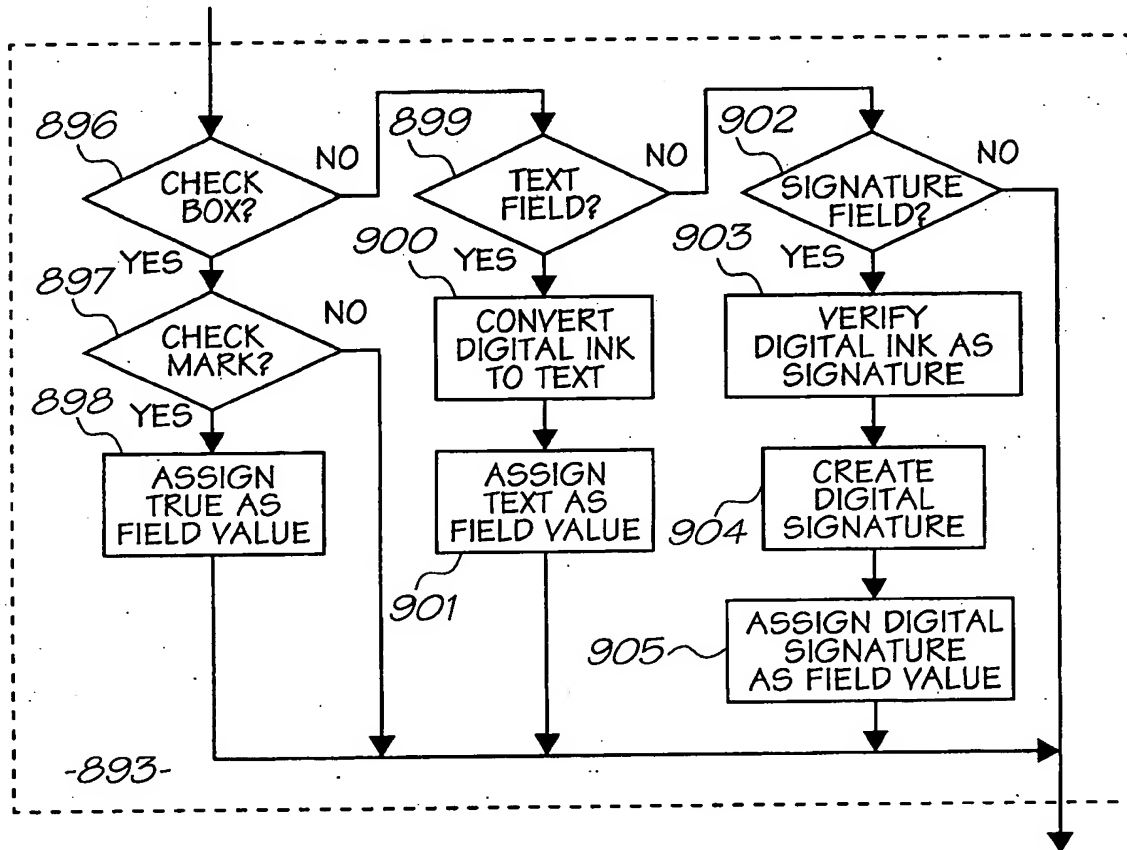 896
CHECK
BOX?
NO
YES
897
CHECK
MARK?
NO
YES
898
ASSIGN
TRUE AS
FIELD VALUE
899
TEXT
FIELD?
NO
YES
900
CONVERT
DIGITAL INK
TO TEXT
ASSIGN
TEXT AS
FIELD VALUE
901
902
SIGNATURE
FIELD?
NO
YES
903
VERIFY
DIGITAL INK AS
SIGNATURE
CREATE
DIGITAL
SIGNATURE
904
ASSIGN DIGITAL
SIGNATURE
AS FIELD VALUE
905
-893-